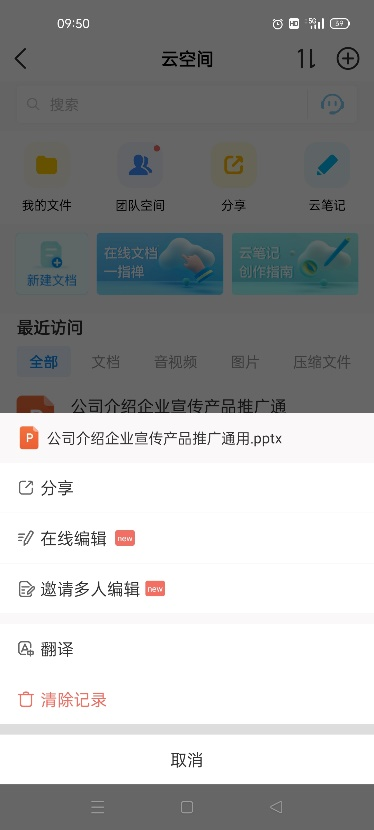 09:50
HD
5G
59
云空间
搜索
我的文件
团队空间
分享
云笔记
新建文档
在线文档
一指禅
云笔记
创作指南
最近访问
全部
文档
音视频
图片
压缩文件
公司介绍企业宣传产品推广通
P
公司介绍企业宣传产品推广通用.pptx
分享
在线编辑 new
邀请多人编辑 new
翻译
清除记录
取消